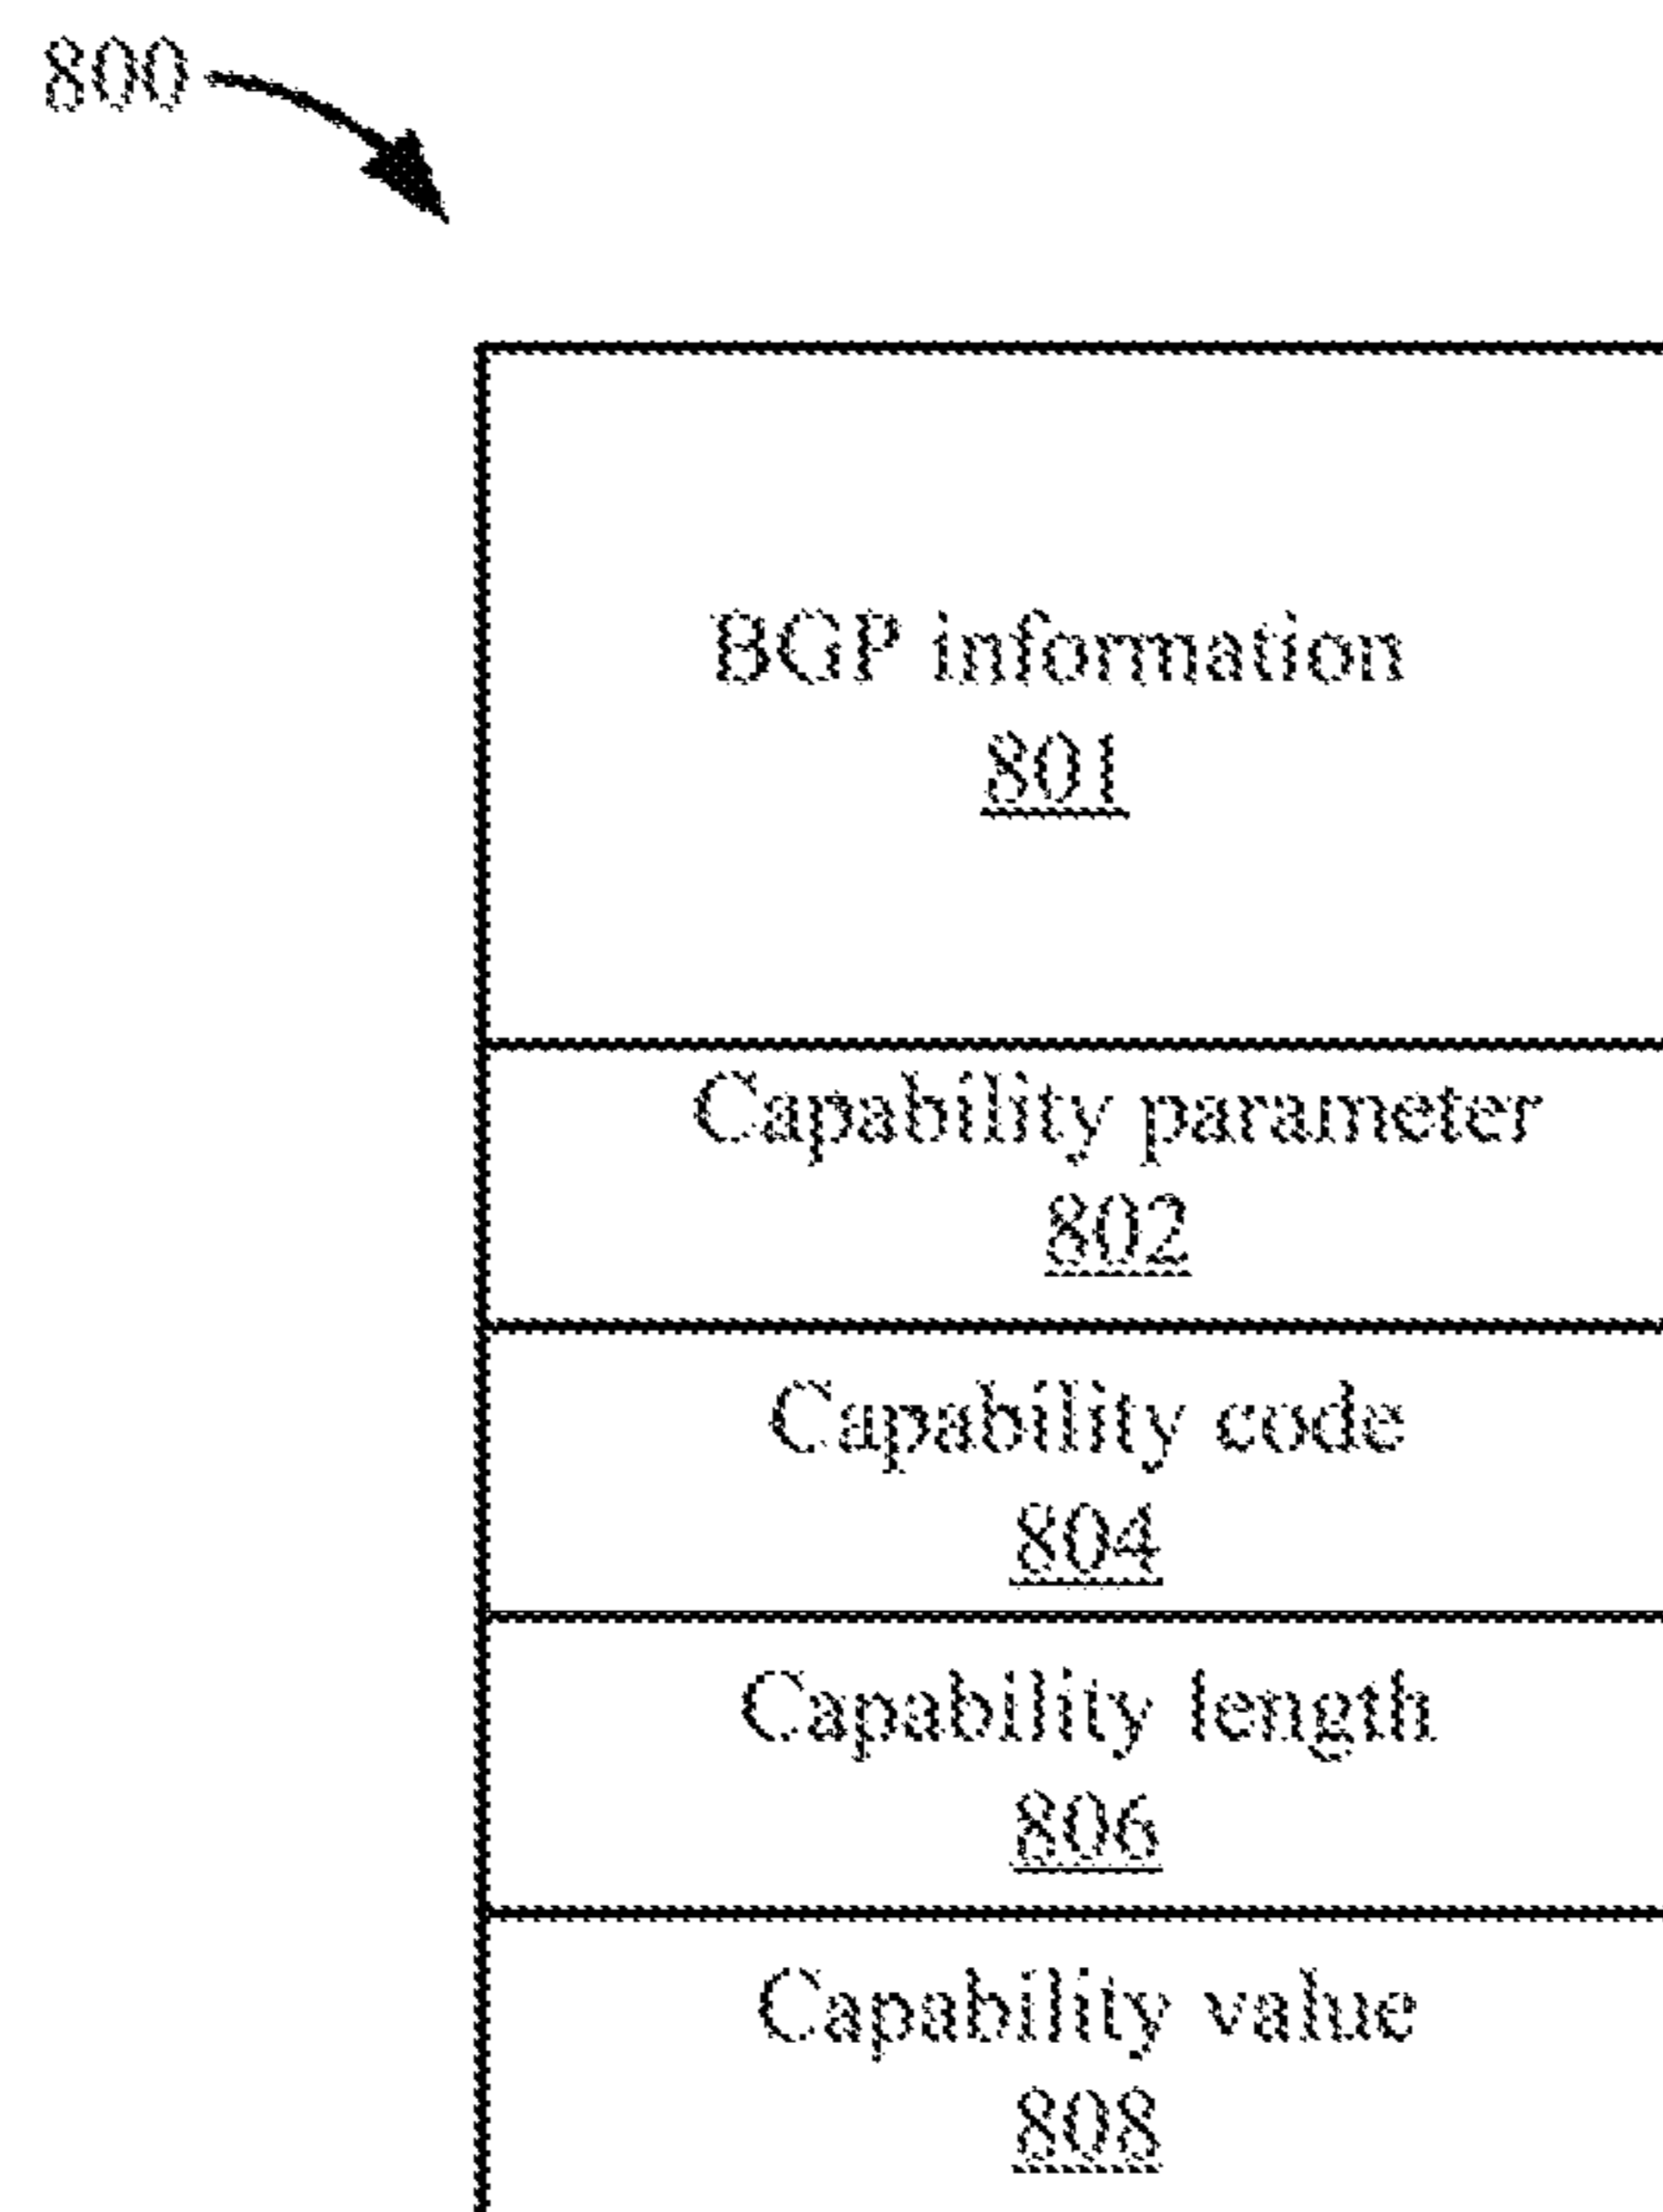 800
BGP information
801
Capability parameter
802
Capability code
804
Capability length
806
Capability value
808